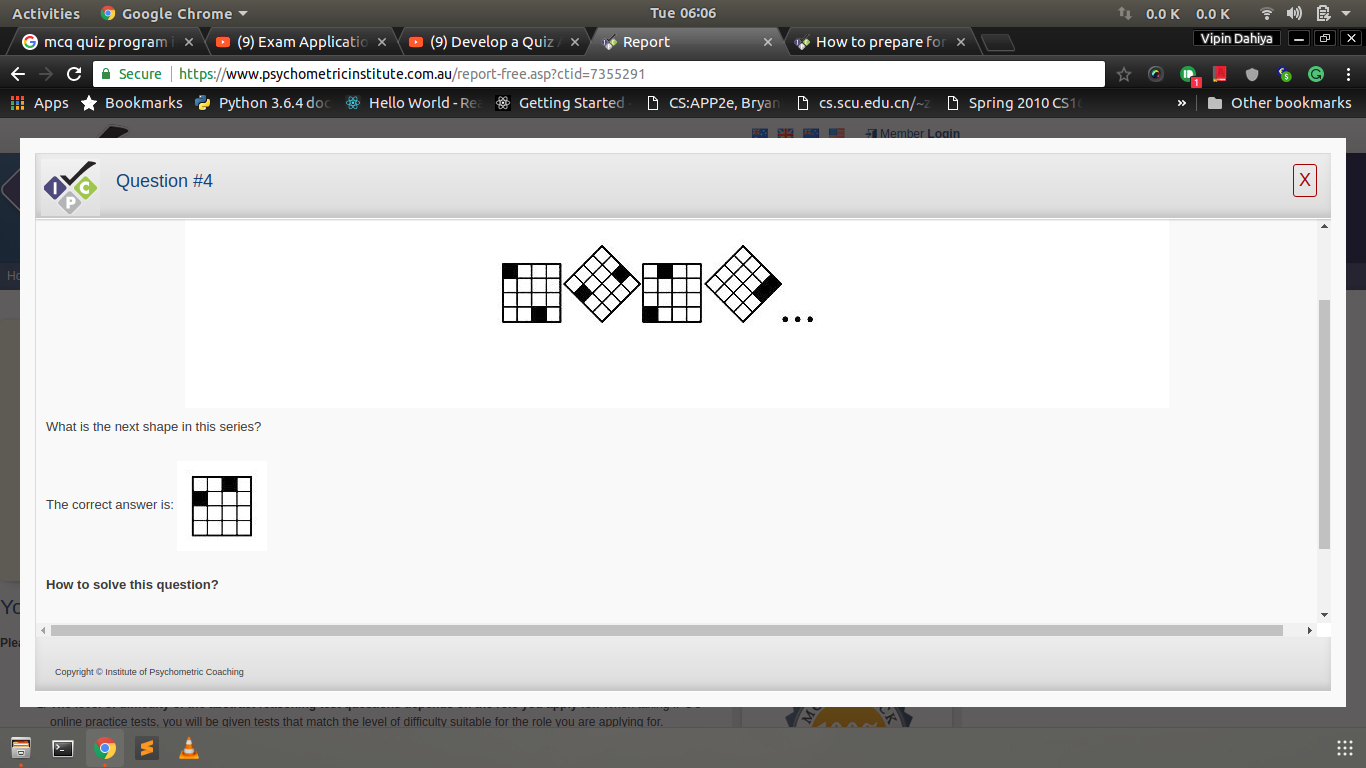 Activities Google Chrome Tue 06:06 0.0 K 0.0 K
mcq quiz program i (9) Exam Applicatio (9) Develop a Quiz A Report How to prepare for Vipin Dahiya
Secure https://www.psychometricinstitute.com.au/report-free.asp?ctid=7355291 1
Apps Bookmarks Python 3.6.4 doc Hello World - Rea Getting Started - CS:APP2e, Bryan cs.scu.edu.cn/~z Spring 2010 CS16 » Other bookmarks
Member Login
I P C
Question #4
X
Ho
...
What is the next shape in this series?
The correct answer is:
How to solve this question?
Yo
Plea
Copyright © Institute of Psychometric Coaching
online practice tests, you will be given tests that match the level of difficulty suitable for the role you are applying for.